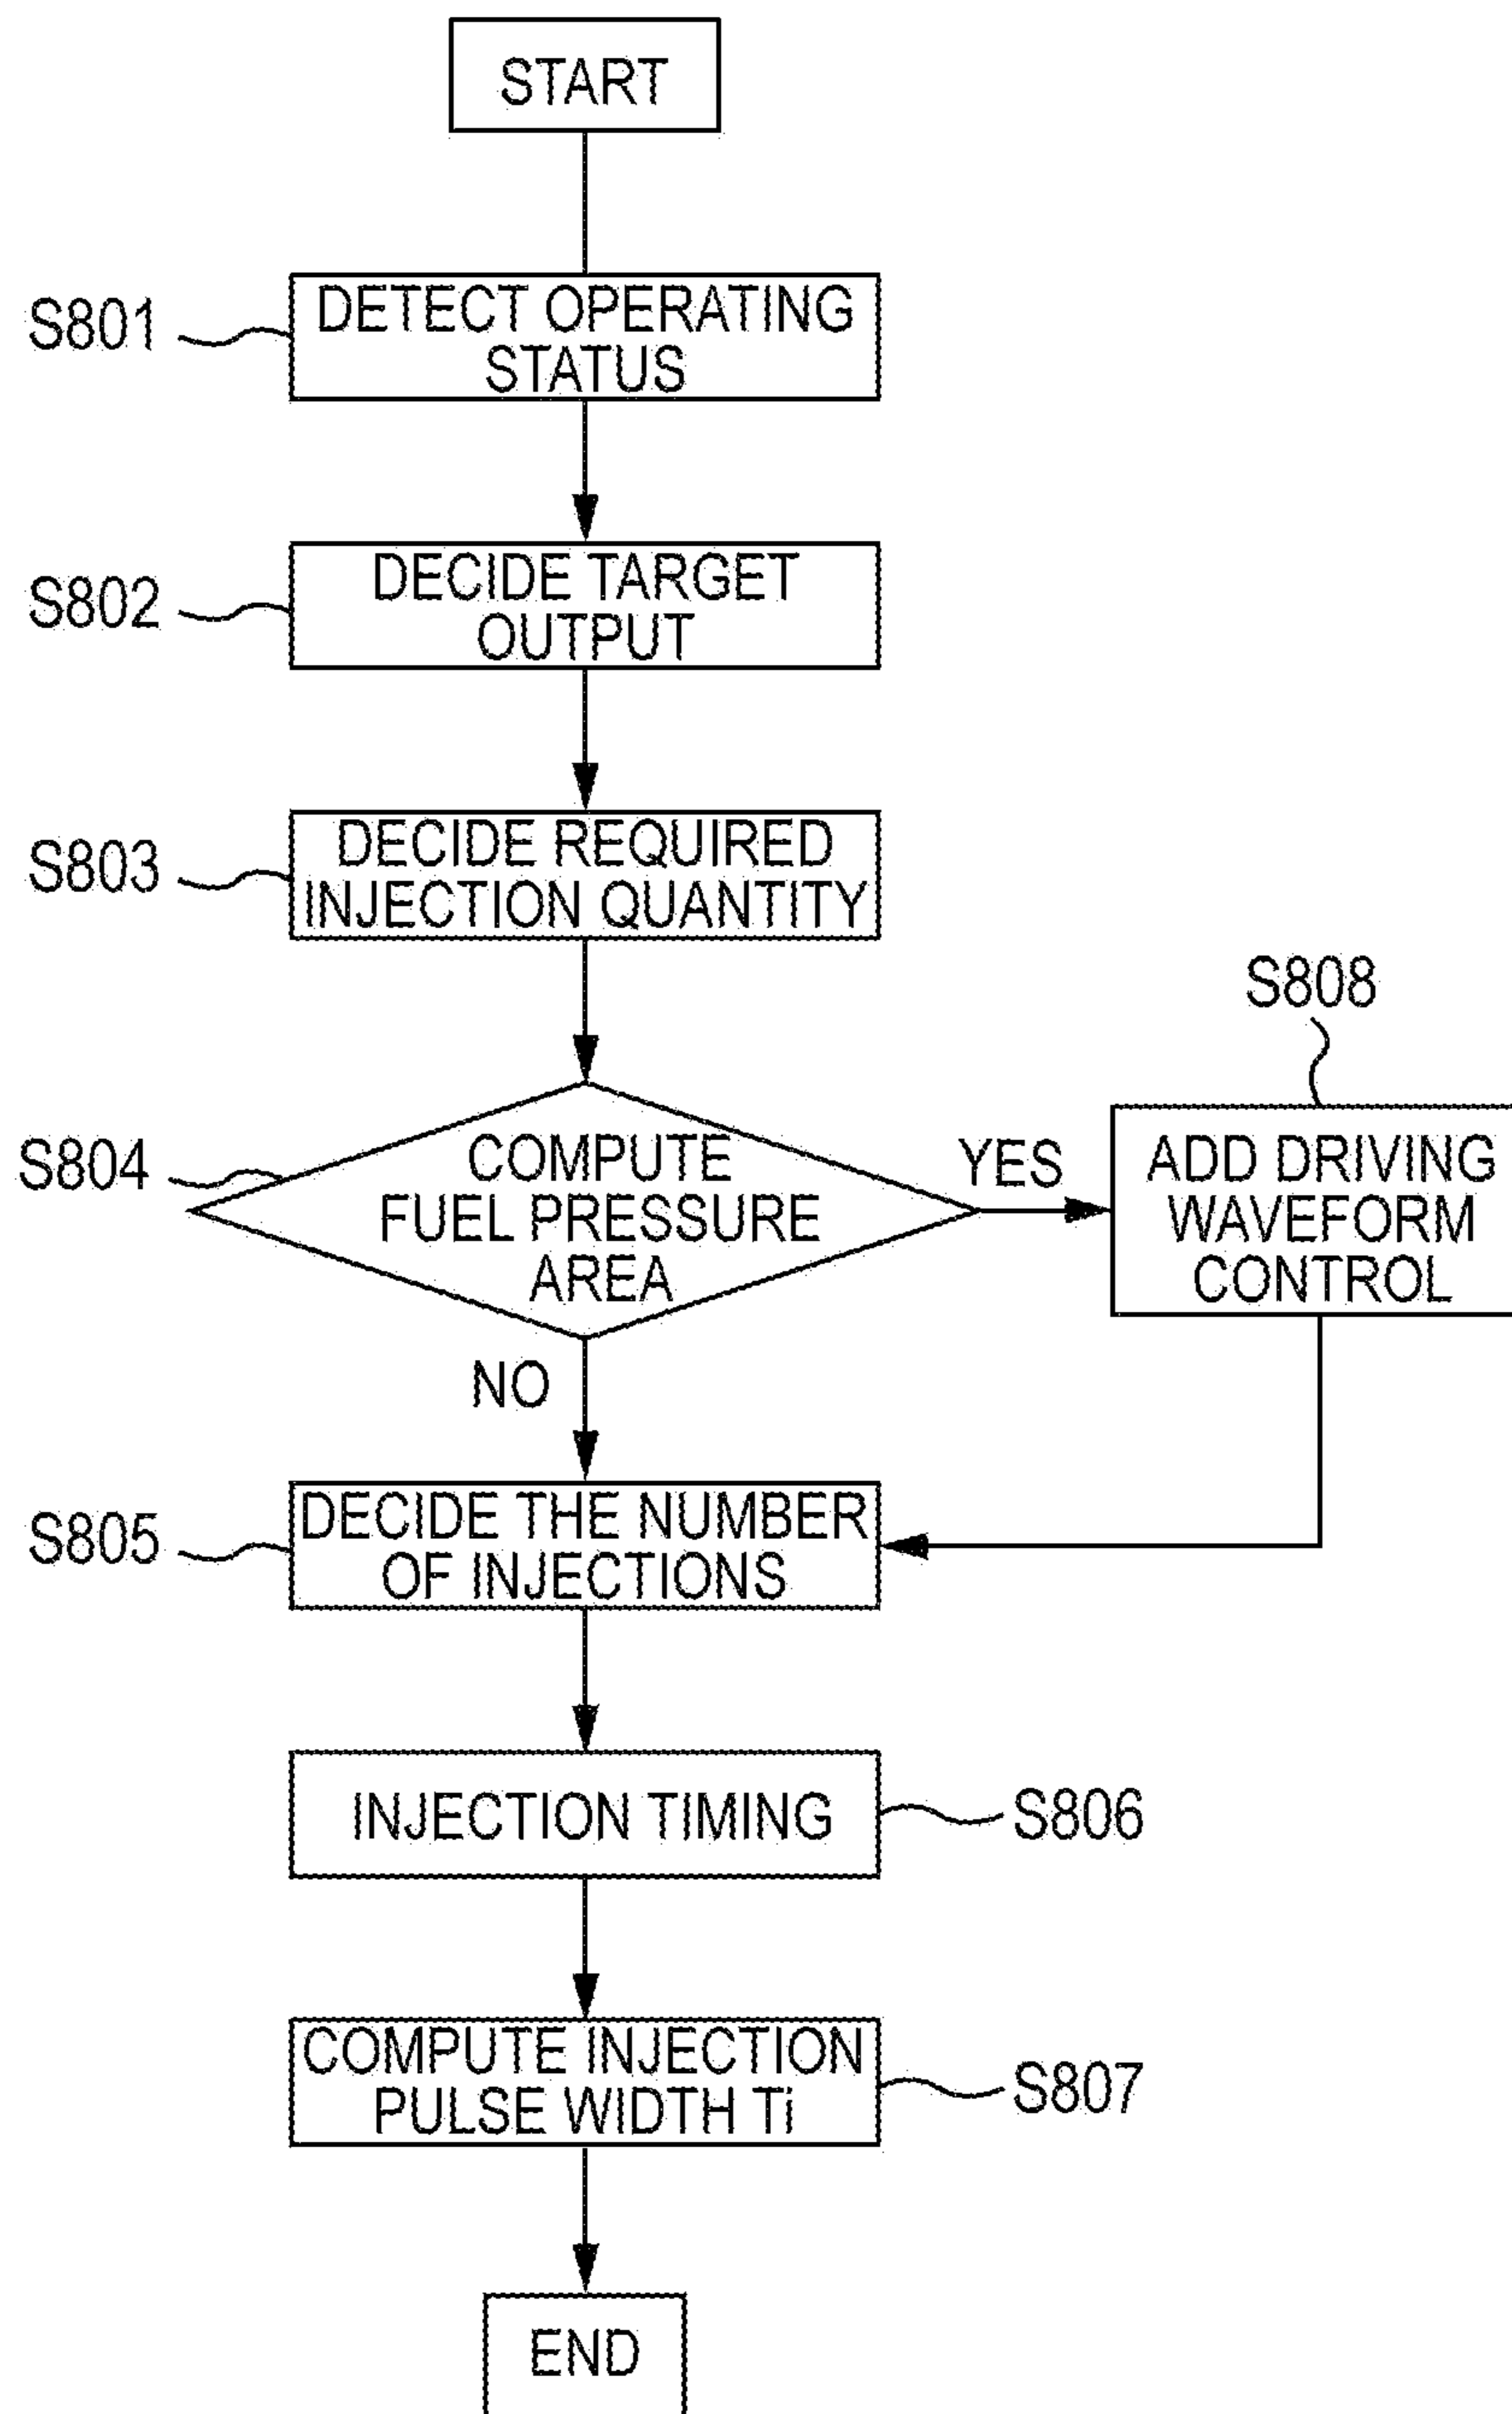 START
S801
DETECT OPERATING
STATUS
S802
DECIDE TARGET
OUTPUT
S803
DECIDE REQUIRED
INJECTION QUANTITY
S804
COMPUTE
FUEL PRESSURE
AREA
YES
S808
ADD DRIVING
WAVEFORM
CONTROL
NO
S805
DECIDE THE NUMBER
OF INJECTIONS
INJECTION TIMING
S806
COMPUTE INJECTION
PULSE WIDTH Ti
S807
END